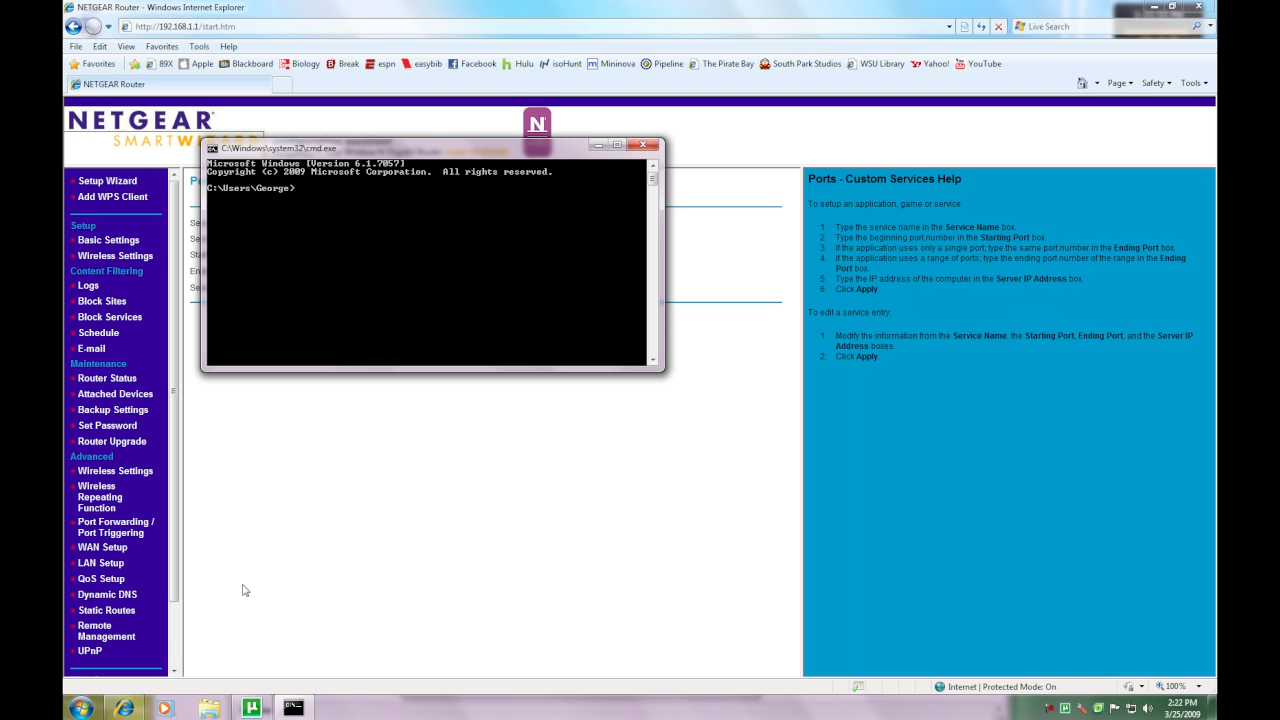 NETGEAR Router - Windows Internet Explorer
http://192.168.1.1/start.htm
Live Search
File Edit View Favorites Tools Help
Favorites 89X Apple Blackboard Biology Break espn easybib Facebook Hulu isoHunt Mininova Pipeline The Pirate Bay South Park Studios WSU Library Yahoo! YouTube
NETGEAR Router
Page Safety Tools
NETGEAR
SMARTWIZARD
N
C:\Windows\system32\cmd.exe
Microsoft Windows [Version 6.1.7057]
Copyright (c) 2009 Microsoft Corporation. All rights reserved.
C:\Users\George>
Setup Wizard
Add WPS Client
Setup
Basic Settings
Wireless Settings
Content Filtering
Logs
Block Sites
Block Services
Schedule
E-mail
Maintenance
Router Status
Attached Devices
Backup Settings
Set Password
Router Upgrade
Advanced
Wireless Settings
Wireless
Repeating
Function
Port Forwarding /
Port Triggering
WAN Setup
LAN Setup
QoS Setup
Dynamic DNS
Static Routes
Remote
Management
UPnP
Ports - Custom Services Help
To setup an application, game or service:
1. Type the service name in the Service Name box.
2. Type the beginning port number in the Starting Port box.
3. If the application uses only a single port, type the same port number in the Ending Port box.
4. If the application uses a range of ports; type the ending port number of the range in the Ending
Port box.
5. Type the IP address of the computer in the Server IP Address box.
6. Click Apply.
To edit a service entry:
1. Modify the information from the Service Name, the Starting Port, Ending Port, and the Server IP
Address boxes.
2. Click Apply.
Internet | Protected Mode: On
100%
2:22 PM
3/25/2009